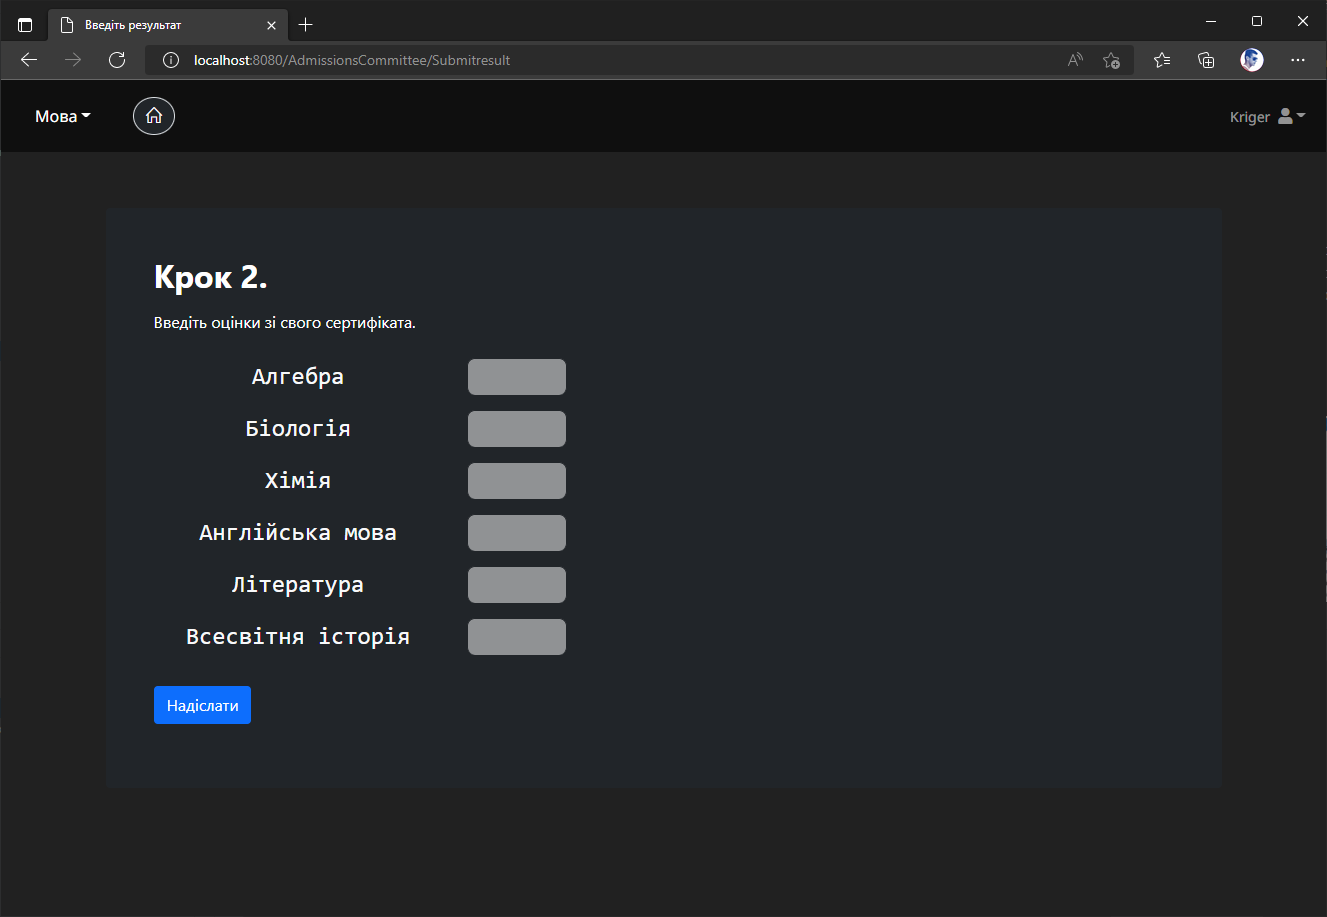 Введіть результат
localhost:8080/AdmissionsCommittee/Submitresult
Мова
Kriger
Крок 2.
Введіть оцінки зі свого сертифіката.
Алгебра
Біологія
Хімія
Англійська мова
Література
Всесвітня історія
Надіслати